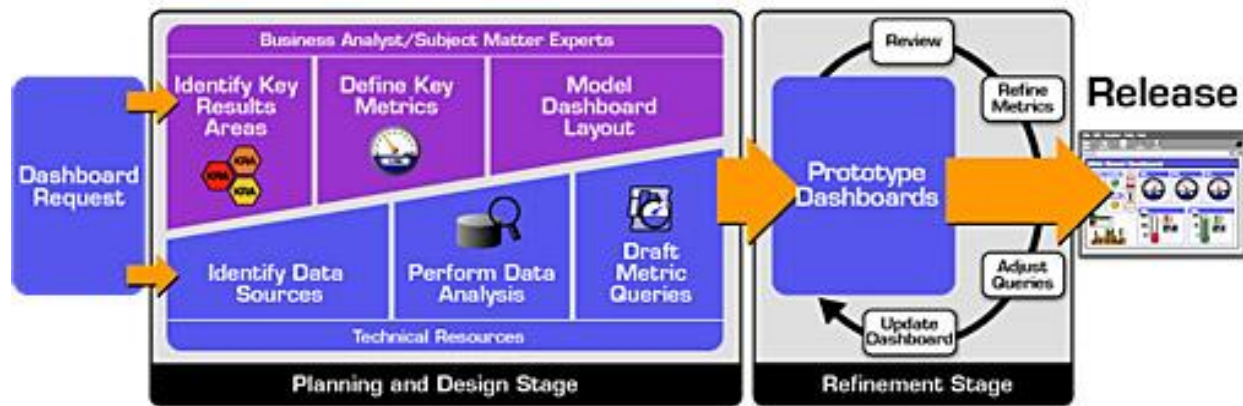 Dashboard
Request
Business Analyst/Subject Matter Experts
Identify Key
Results
Areas
KRA
KRA
KRA
Define Key
Metrics
Model
Dashboard
Layout
Identify Data
Sources
Perform Data
Analysis
Draft
Metric
Queries
Technical Resources
Planning and Design Stage
Prototype
Dashboards
Review
Refine
Metrics
Adjust
Queries
Update
Dashboard
Refinement Stage
Release